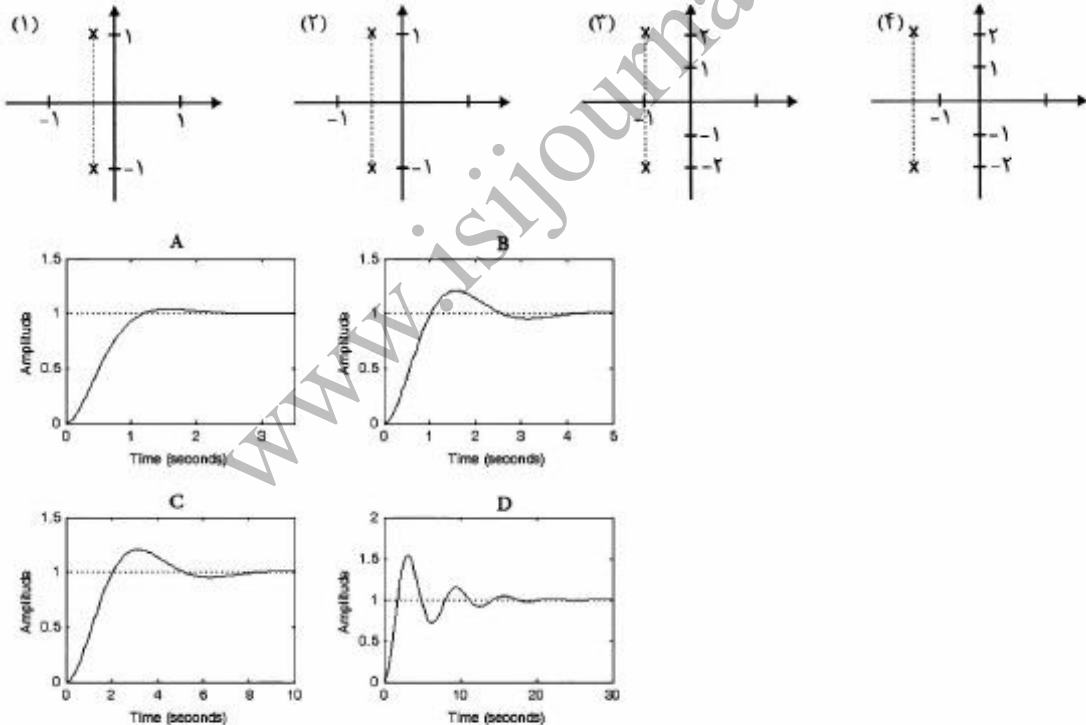 (۱)
۱
-۱
۱
-۱
(۲)
۱
-۱
-۱
(۳)
۲
۱
-۱
-۱
-۲
(۴)
۲
۱
-۱
-۱
-۲
www.isijourna
A
1.5
1
0.5
0
0 1 2 3
Amplitude
Time (seconds)
B
1.5
1
0.5
0
0 1 2 3 4 5
Amplitude
Time (seconds)
C
1.5
1
0.5
0
0 2 4 6 8 10
Amplitude
Time (seconds)
D
2
1.5
1
0.5
0
0 10 20 30
Amplitude
Time (seconds)